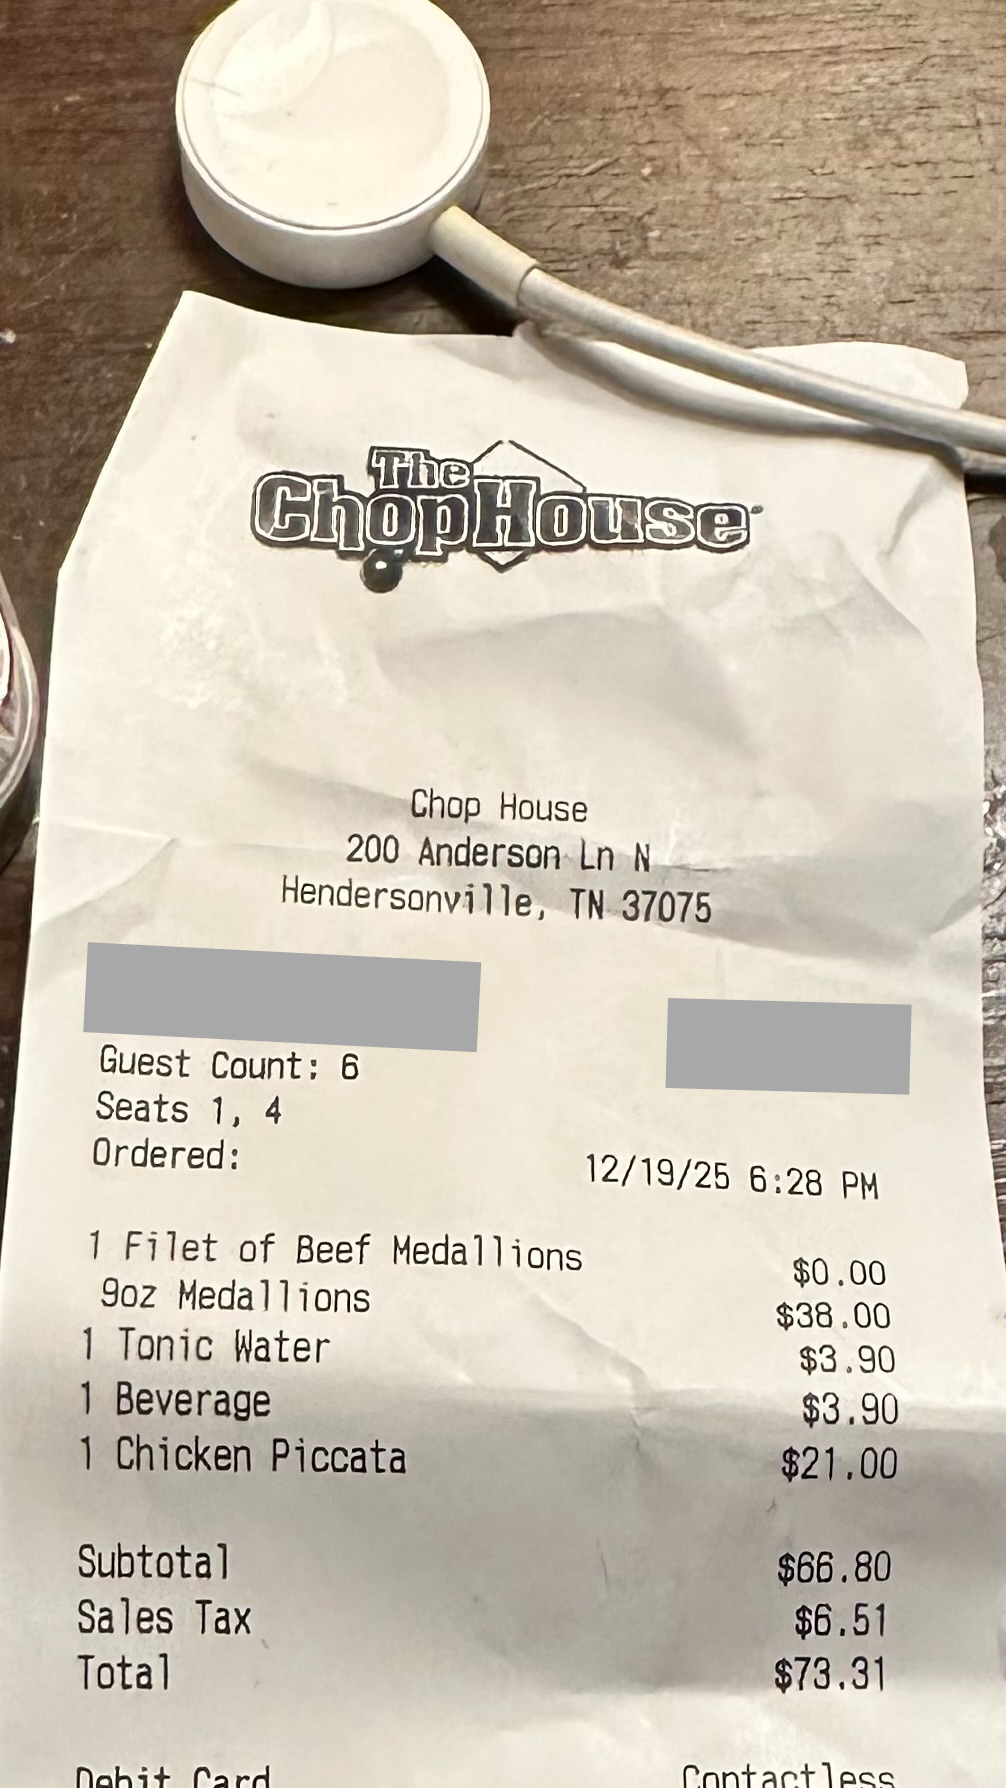 The
ChopHouse
Chop House
200 Anderson Ln N
Hendersonville, TN 37075
Guest Count: 6
Seats 1, 4
Ordered: 12/19/25 6:28 PM
1 Filet of Beef Medallions $0.00
9oz Medallions $38.00
1 Tonic Water $3.90
1 Beverage $3.90
1 Chicken Piccata $21.00
Subtotal $66.80
Sales Tax $6.51
Total $73.31
Debit Card Contactless